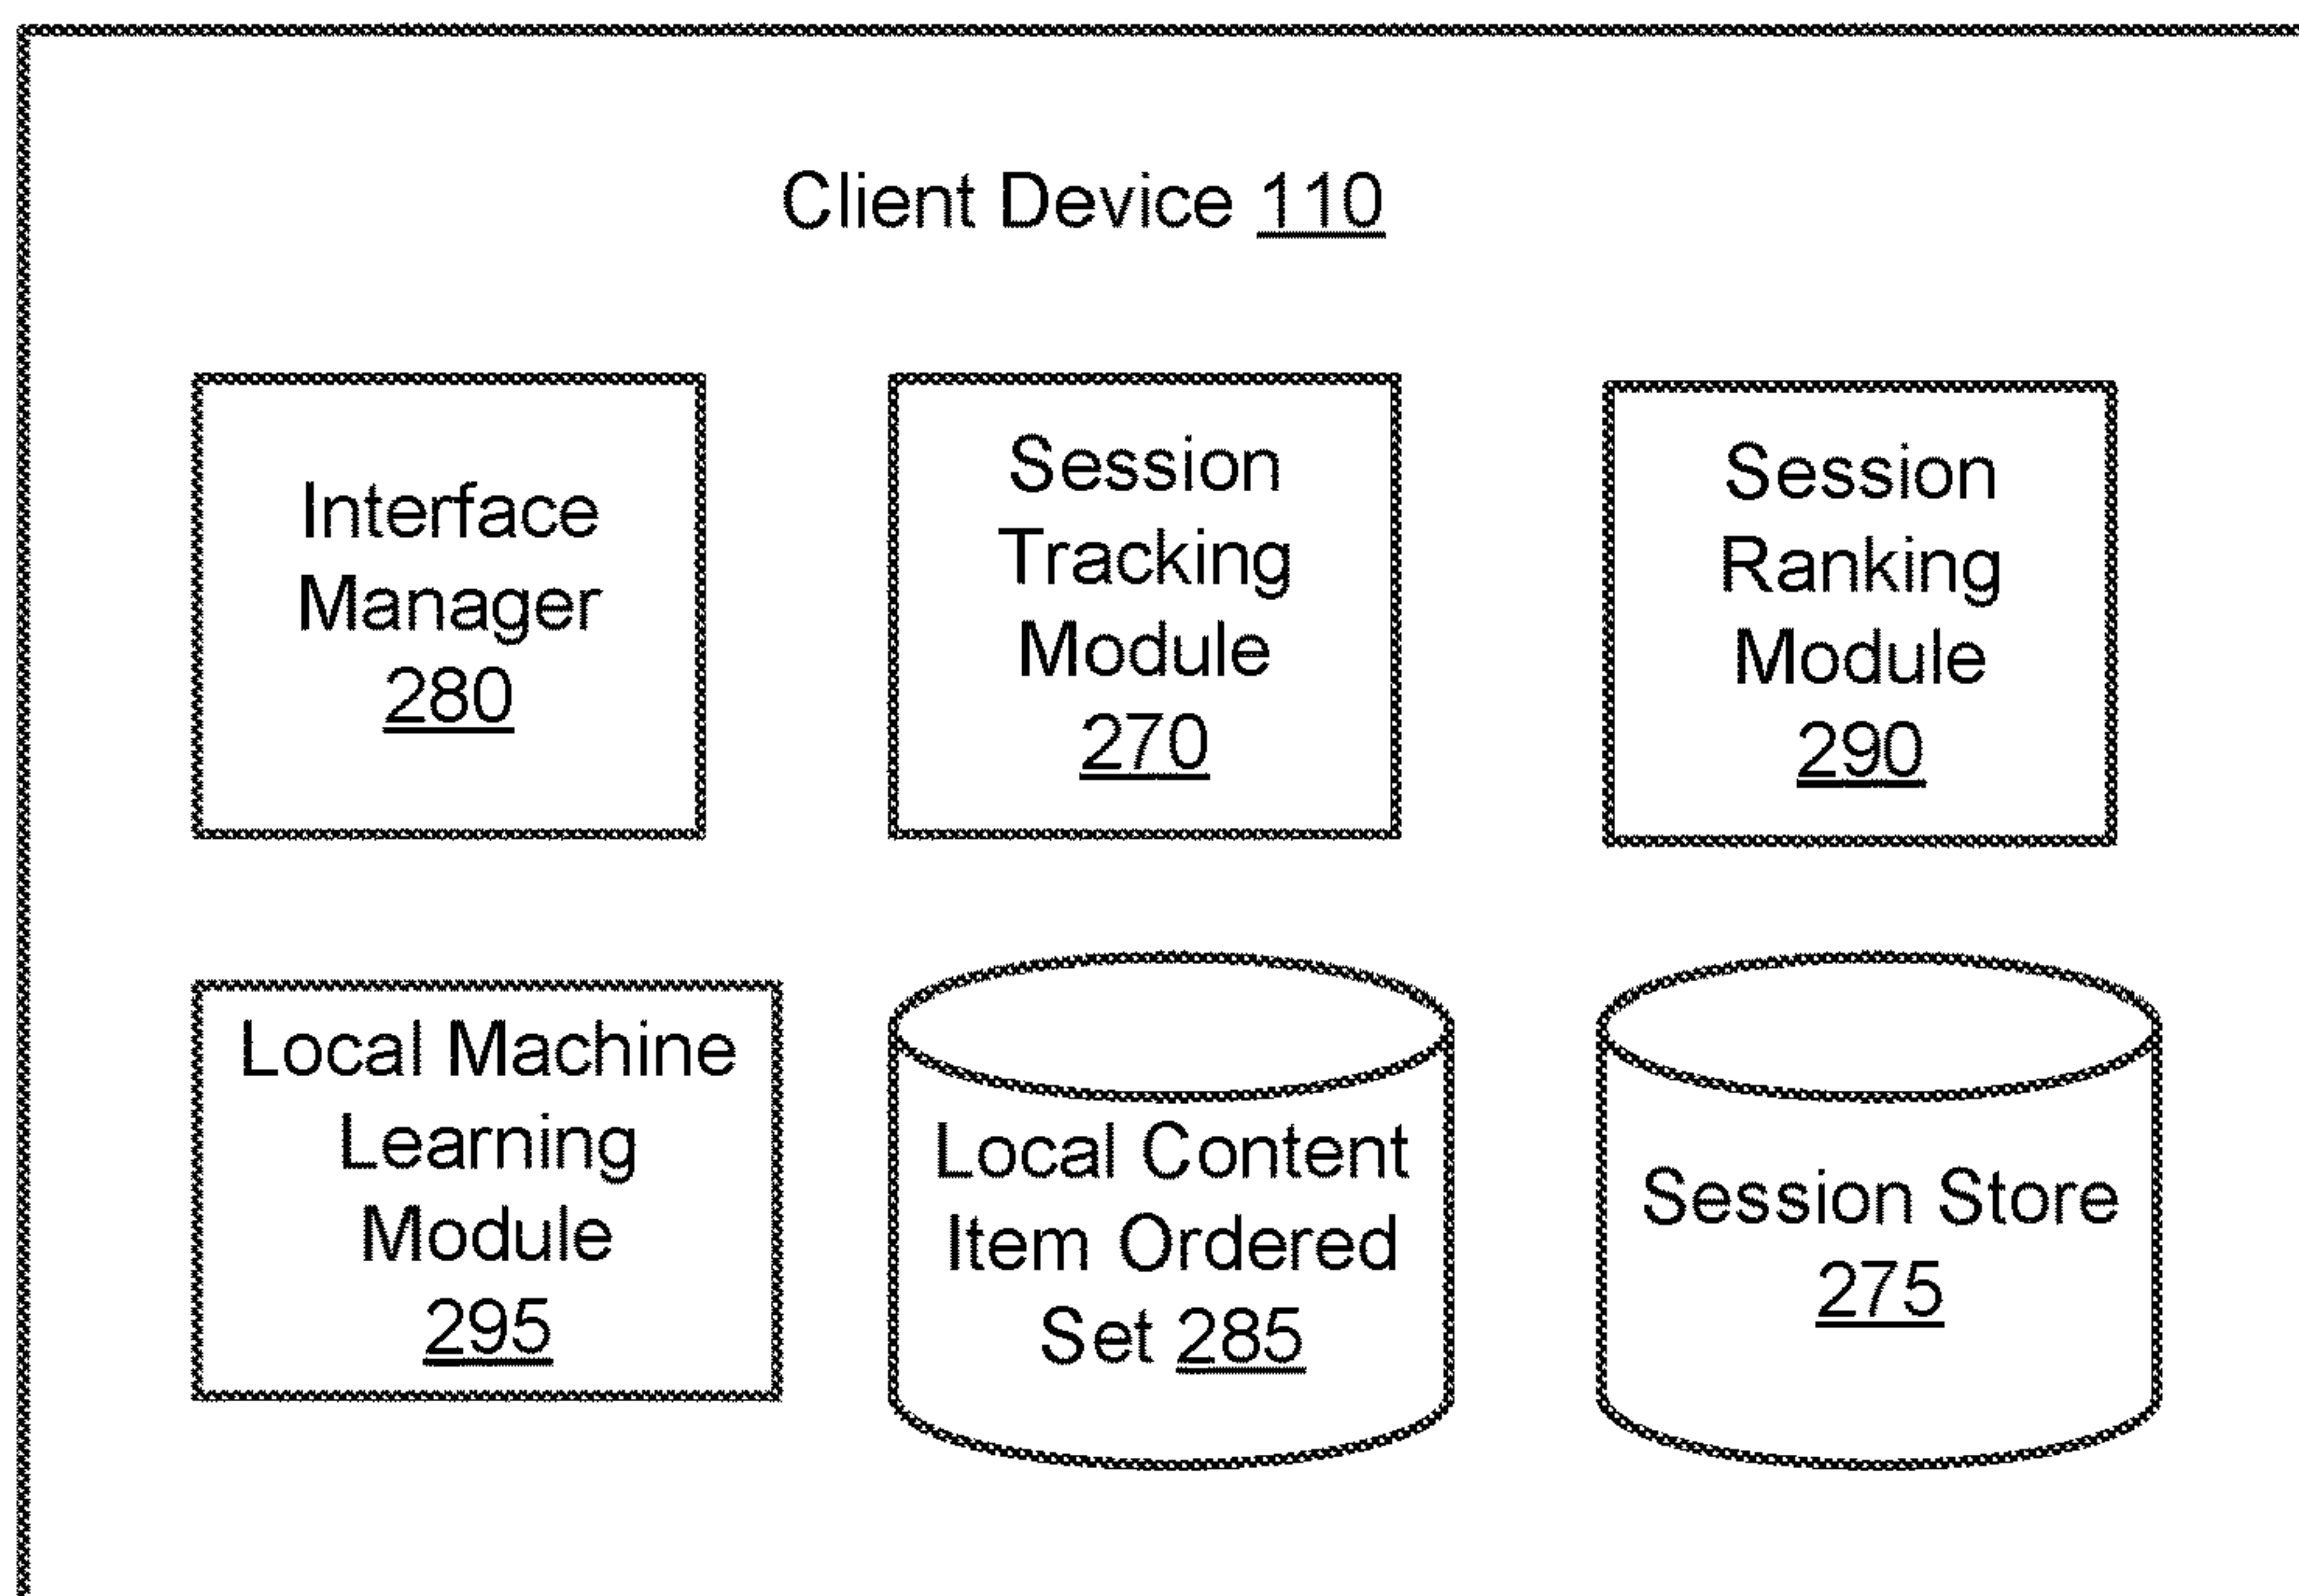 Client Device 110
Interface
Manager
280
Session
Tracking
Module
270
Session
Ranking
Module
290
Local Machine
Learning
Module
295
Local Content
Item Ordered
Set 285
Session Store
275